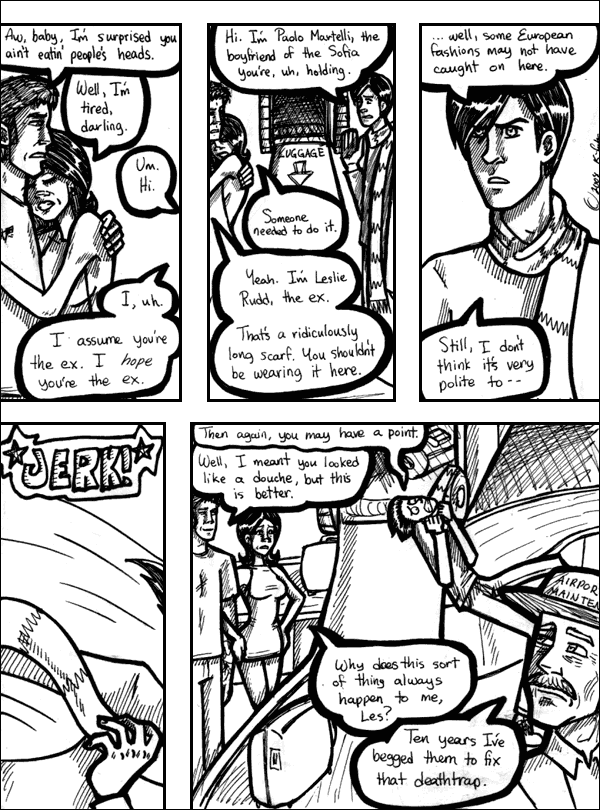 Aw, baby, I'm surprised you
ain't eatin' people's heads.
Well, I'm
tired,
darling.
Um.
Hi.
I, uh.
I assume you're
the ex. I hope
you're the ex.
Hi. I'm Paolo Martelli, the
boyfriend of the Sofia
you're, uh, holding.
LUGGAGE
Someone
needed to do it.
Yeah. I'm Leslie
Rudd, the ex.
That's a ridiculously
long scarf. You shouldn't
be wearing it here.
... well, some European
fashions may not have
caught on here.
Still, I don't
think it's very
polite to --
JERK!
Then again, you may have a point.
Well, I meant you looked
like a douche, but this
is better.
AIRPOR
MAINTEN
Why does this sort
of thing always
happen to me,
Les?
Ten years I've
begged them to fix
that deathtrap.